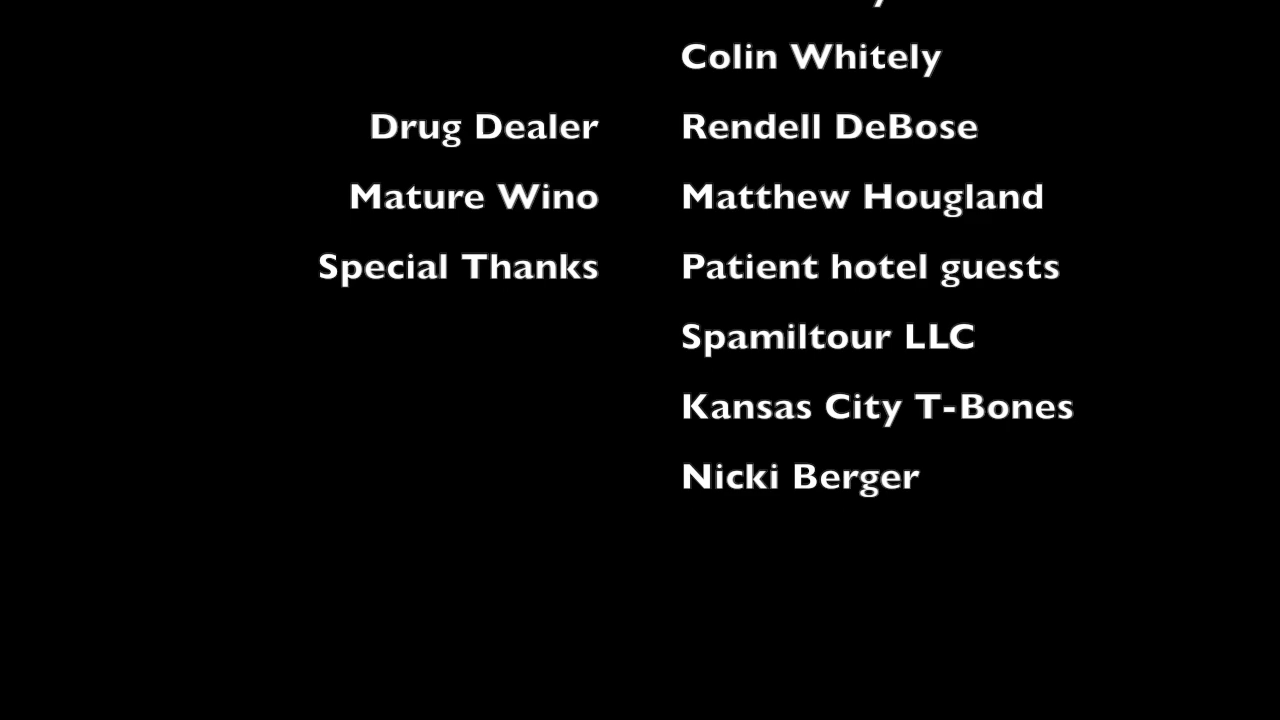 Colin Whitely
Drug Dealer Rendell DeBose
Mature Wino Matthew Hougland
Special Thanks Patient hotel guests
Spamiltour LLC
Kansas City T-Bones
Nicki Berger